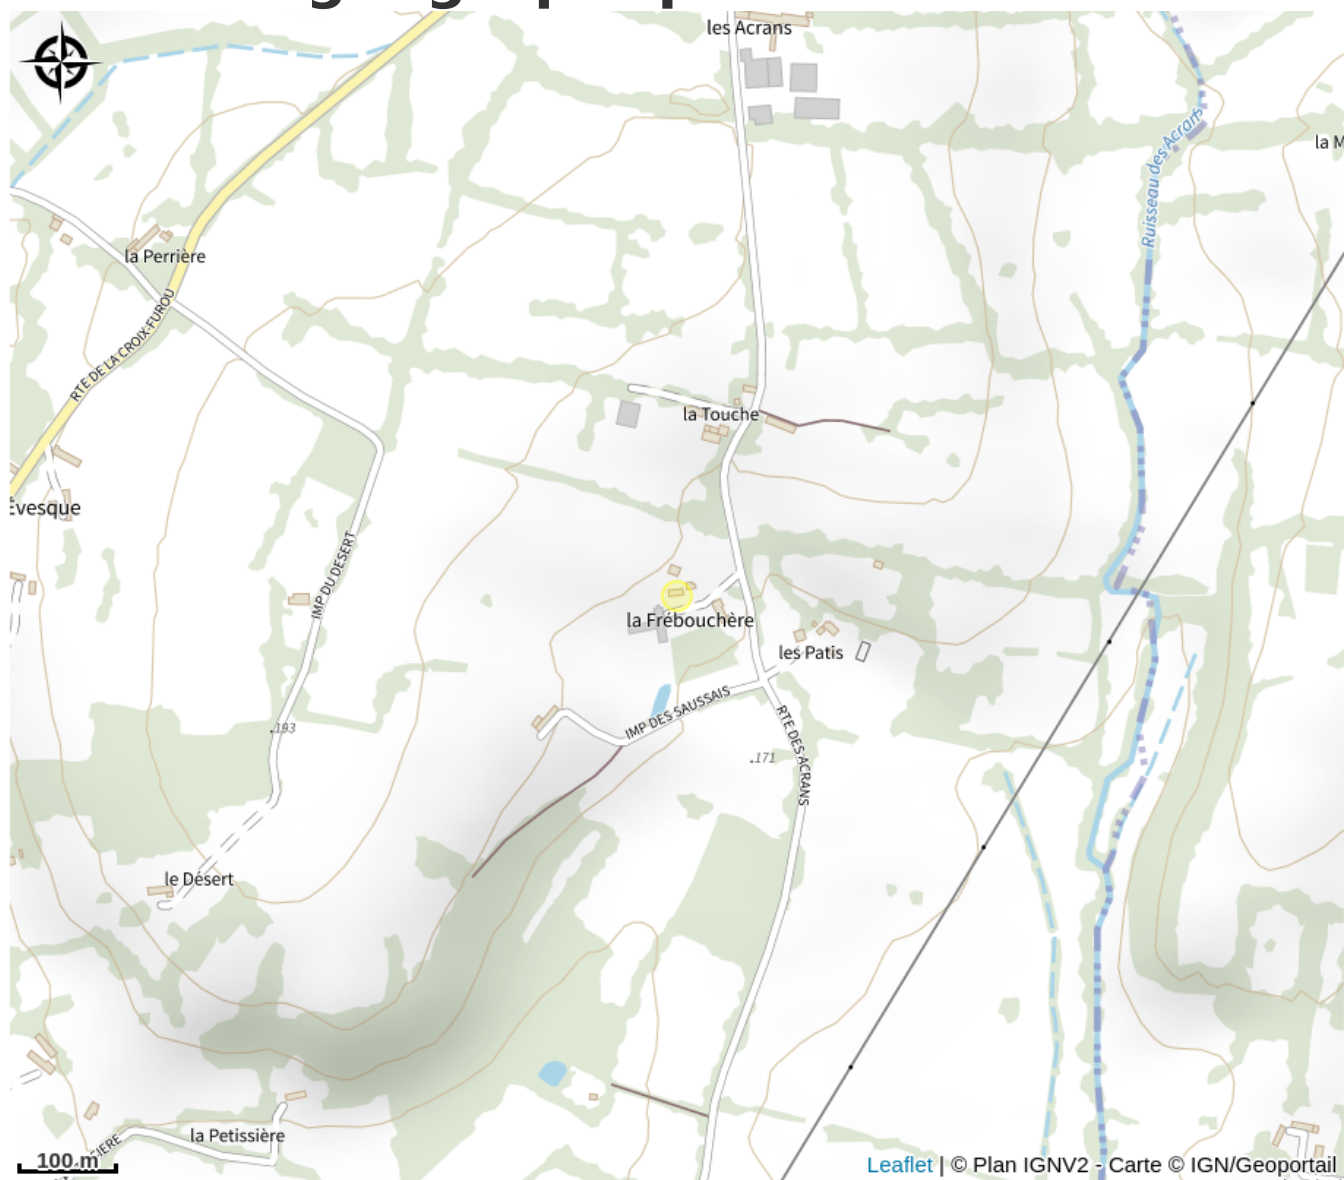 les Acrans
Ruisseau des Acrans
la M
la Perrière
RTE DE LA CROIX-FUROU
la Touche
Évesque
IMP DU DESERT
la Frébouchère
les Patis
IMP DES SAUSSAIS
RTE DES ACRANS
.193
.171
le Désert
la Petissière
SIERE
100 m
Leaflet | © Plan IGNV2 - Carte © IGN/Geoportail